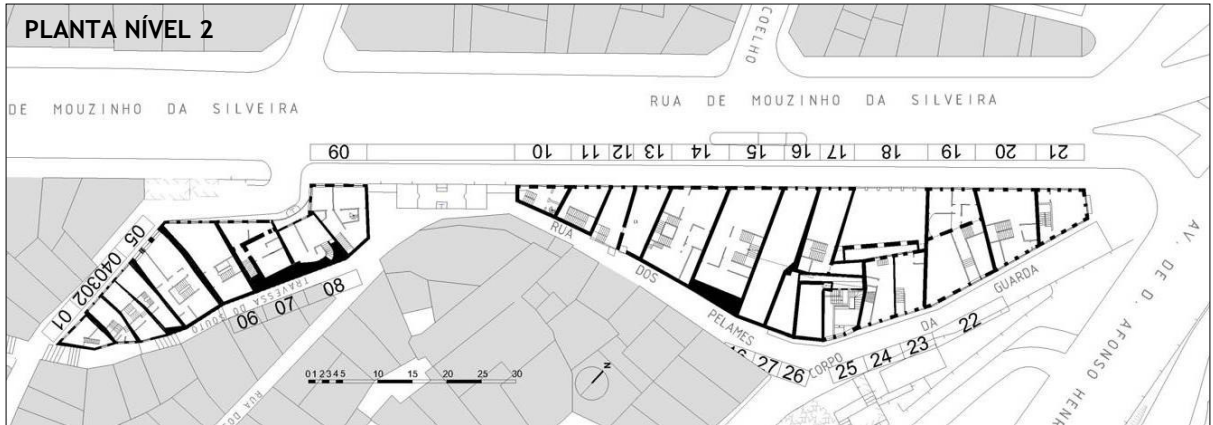 PLANTA NÍVEL 2
COELHO
DE MOUZINHO DA SILVEIRA
RUA DE MOUZINHO DA SILVEIRA
09
10
11
12
13
14
15
16
17
18
19
20
21
05
04
03
02
01
TRAVESSA DO SOUTO
06
07
08
RUA DOS PELAMES
CORPO DA GUARDA
27
26
25
24
23
22
AV. DE D. AFONSO HENR
RUA DOS
0 1 2 3 4 5 10 15 20 25 30
N